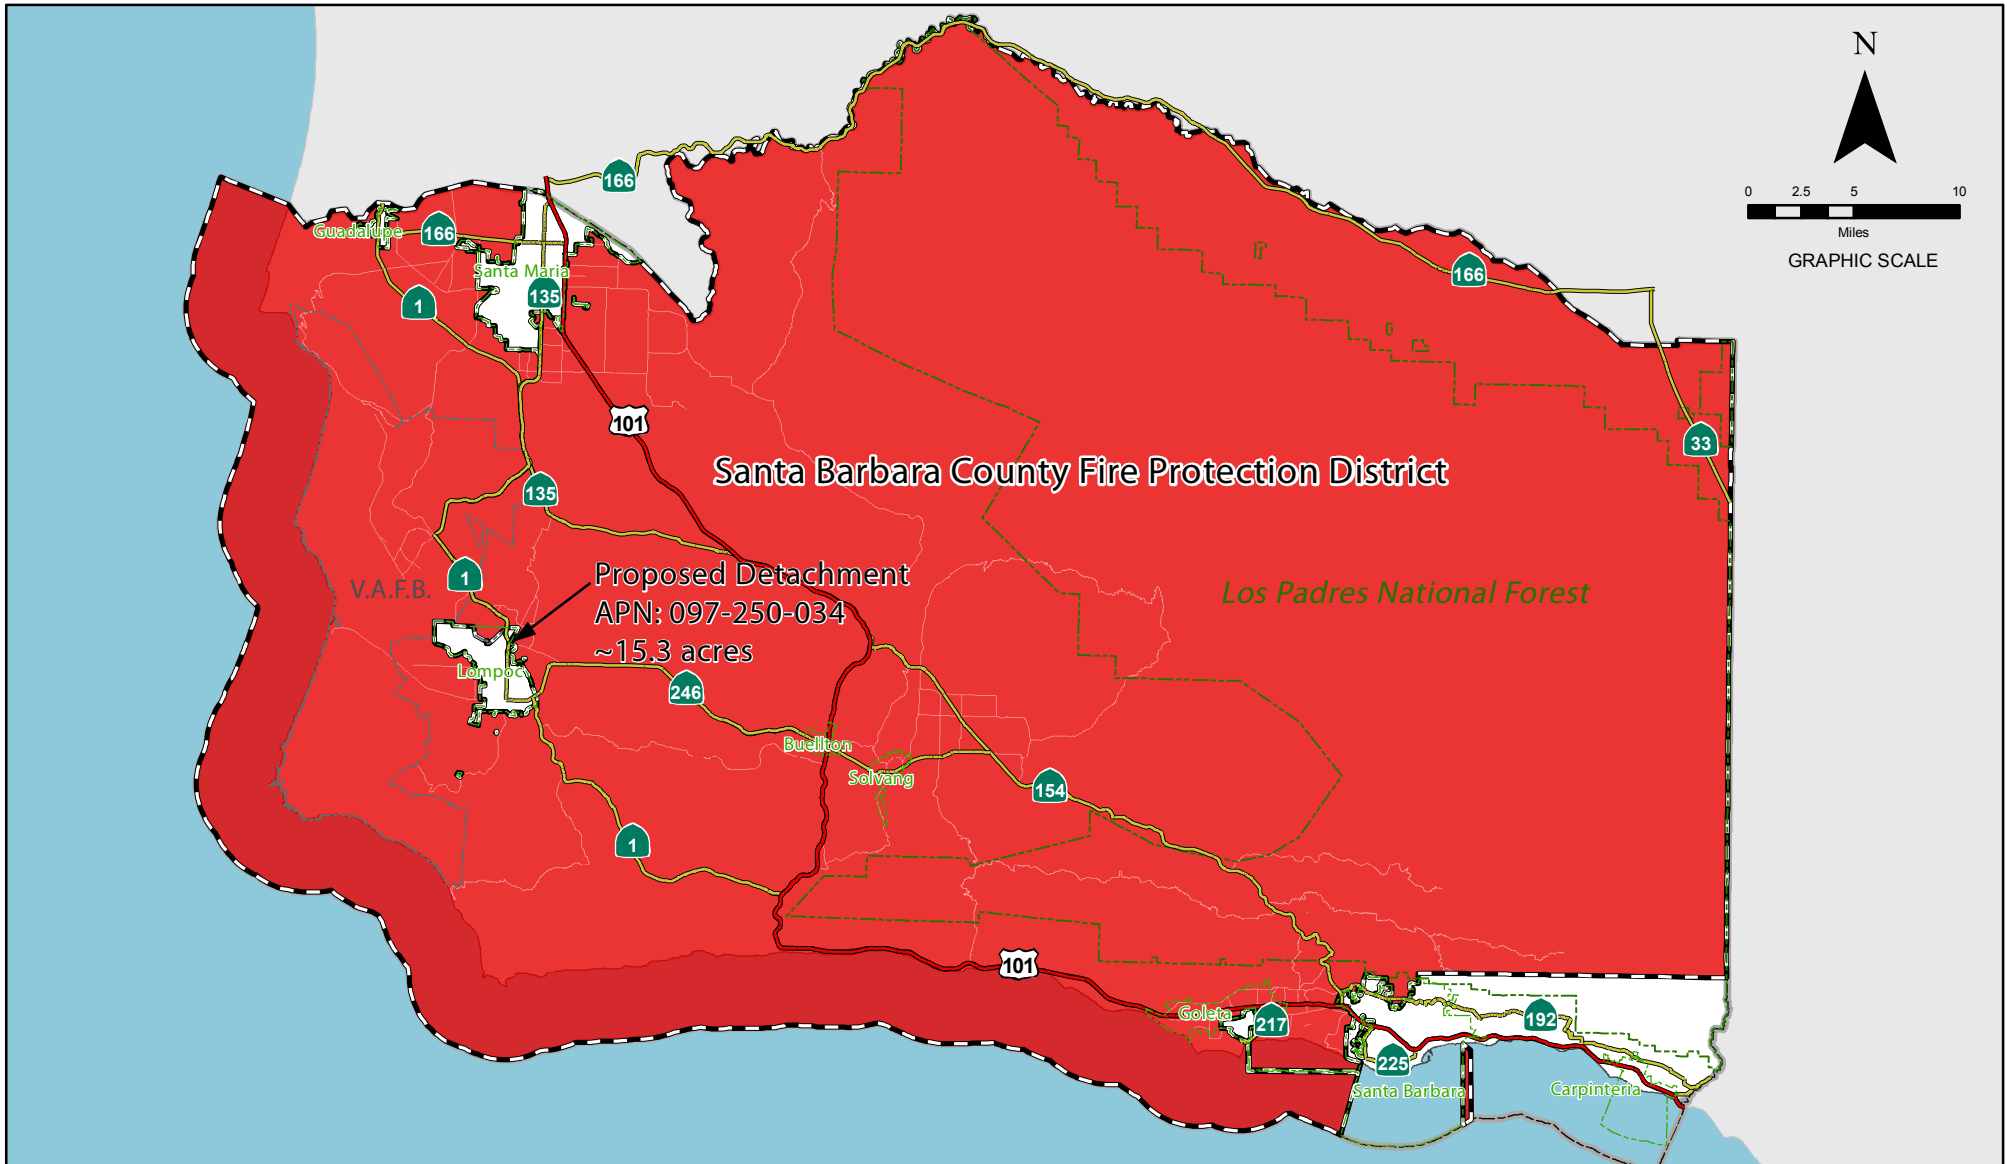 N
0 2.5 5 10
Miles
GRAPHIC SCALE
166
Guadalupe
166
Santa Maria
135
1
166
101
33
Santa Barbara County Fire Protection District
135
Proposed Detachment
APN: 097-250-034
~15.3 acres
1
V.A.F.B.
Los Padres National Forest
Lompoc
246
Buellton
Solvang
154
1
101
Goleta
217
192
225
Santa Barbara
Carpinteria